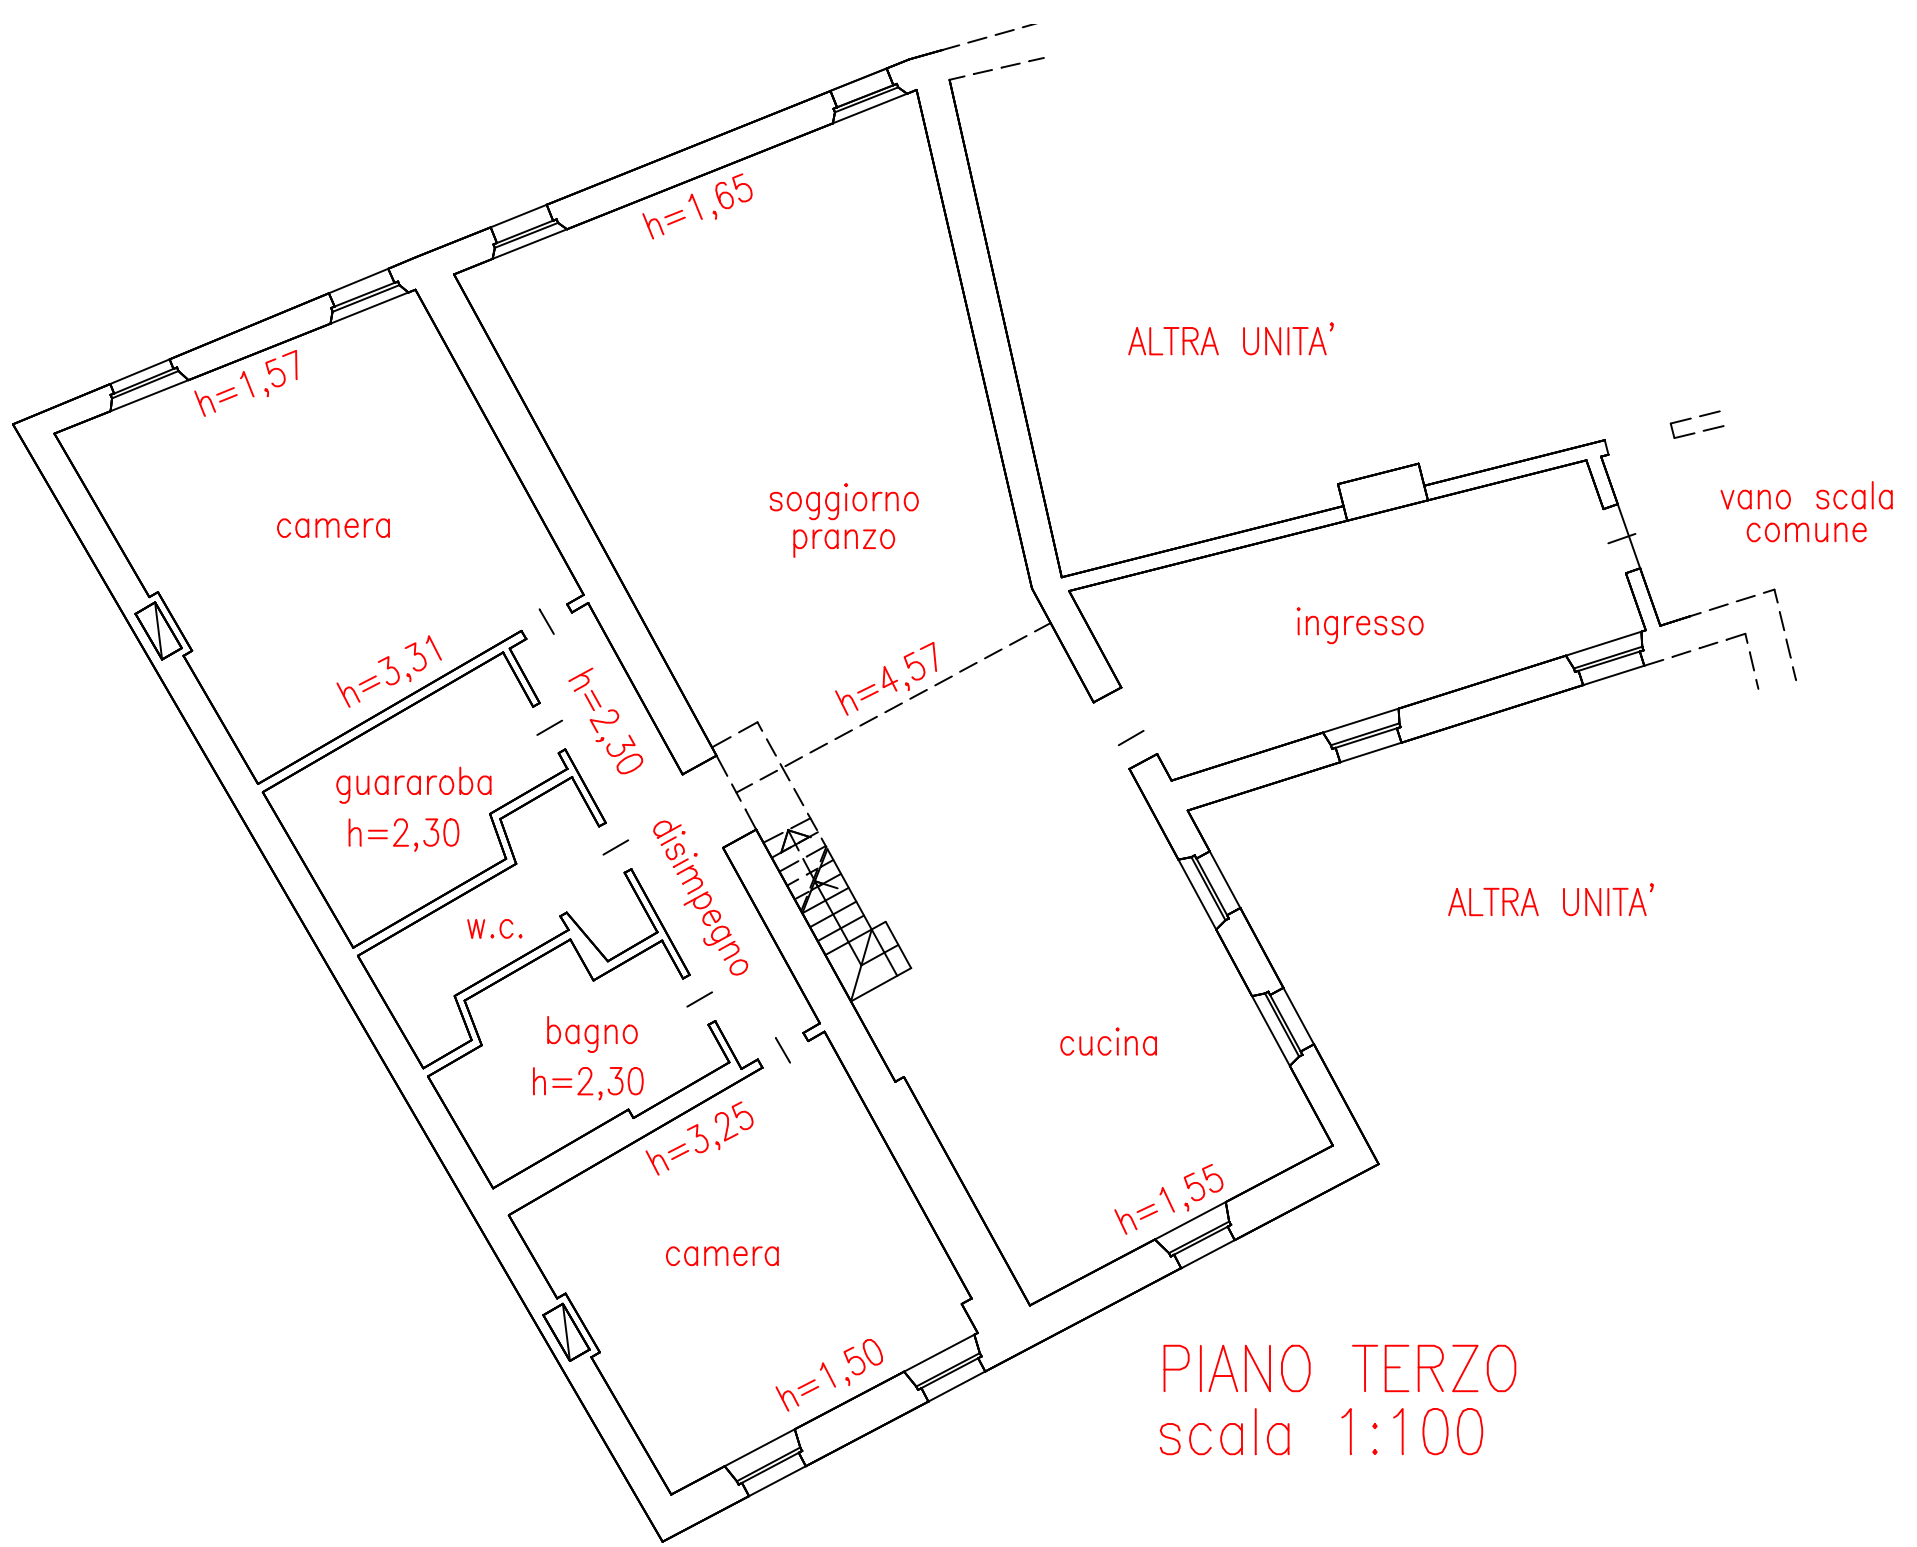 h=1,65
h=1,57
ALTRA UNITA'
soggiorno
pranzo
camera
vano scala
comune
ingresso
h=3,31
h=4,57
h=2,30
guararoba
h=2,30
disimpegno
w.c.
ALTRA UNITA'
bagno
h=2,30
cucina
h=3,25
h=1,55
camera
h=1,50
PIANO TERZO
scala 1:100